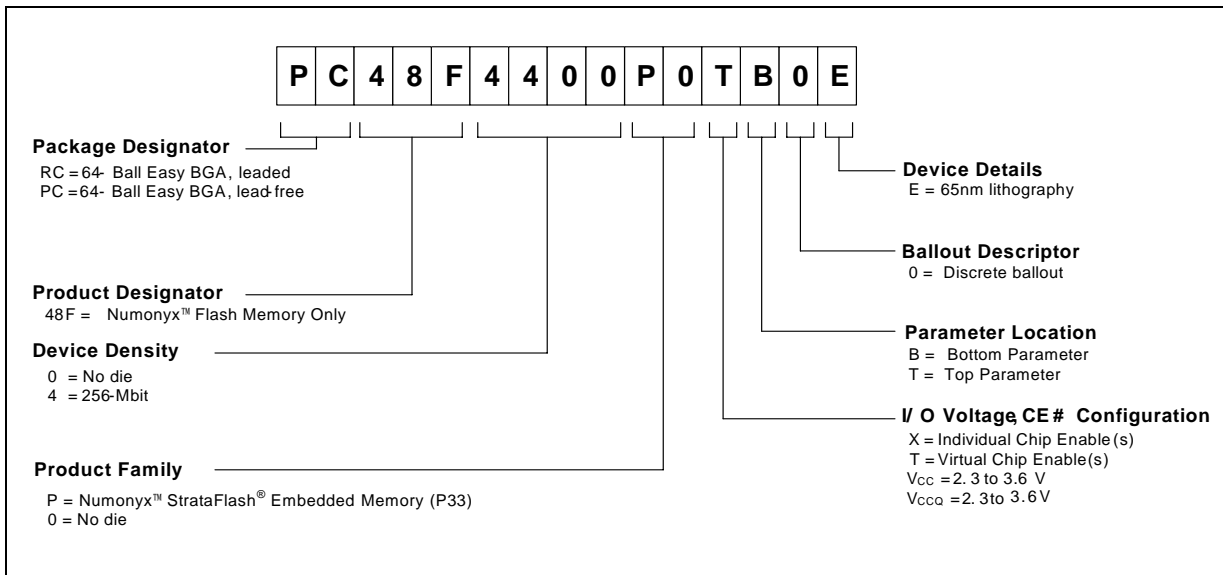 P C 4 8 F 4 4 0 0 P 0 T B 0 E
Package Designator
RC = 64- Ball Easy BGA, leaded
PC = 64- Ball Easy BGA, lead-free
Product Designator
48F = Numonyx™ Flash Memory Only
Device Density
0 = No die
4 = 256-Mbit
Product Family
P = Numonyx™ StrataFlash® Embedded Memory (P33)
0 = No die
Device Details
E = 65nm lithography
Ballout Descriptor
0 = Discrete ballout
Parameter Location
B = Bottom Parameter
T = Top Parameter
I/ O Voltage, CE # Configuration
X = Individual Chip Enable(s)
T = Virtual Chip Enable(s)
VCC = 2. 3 to 3.6 V
VCCQ = 2. 3 to 3.6 V